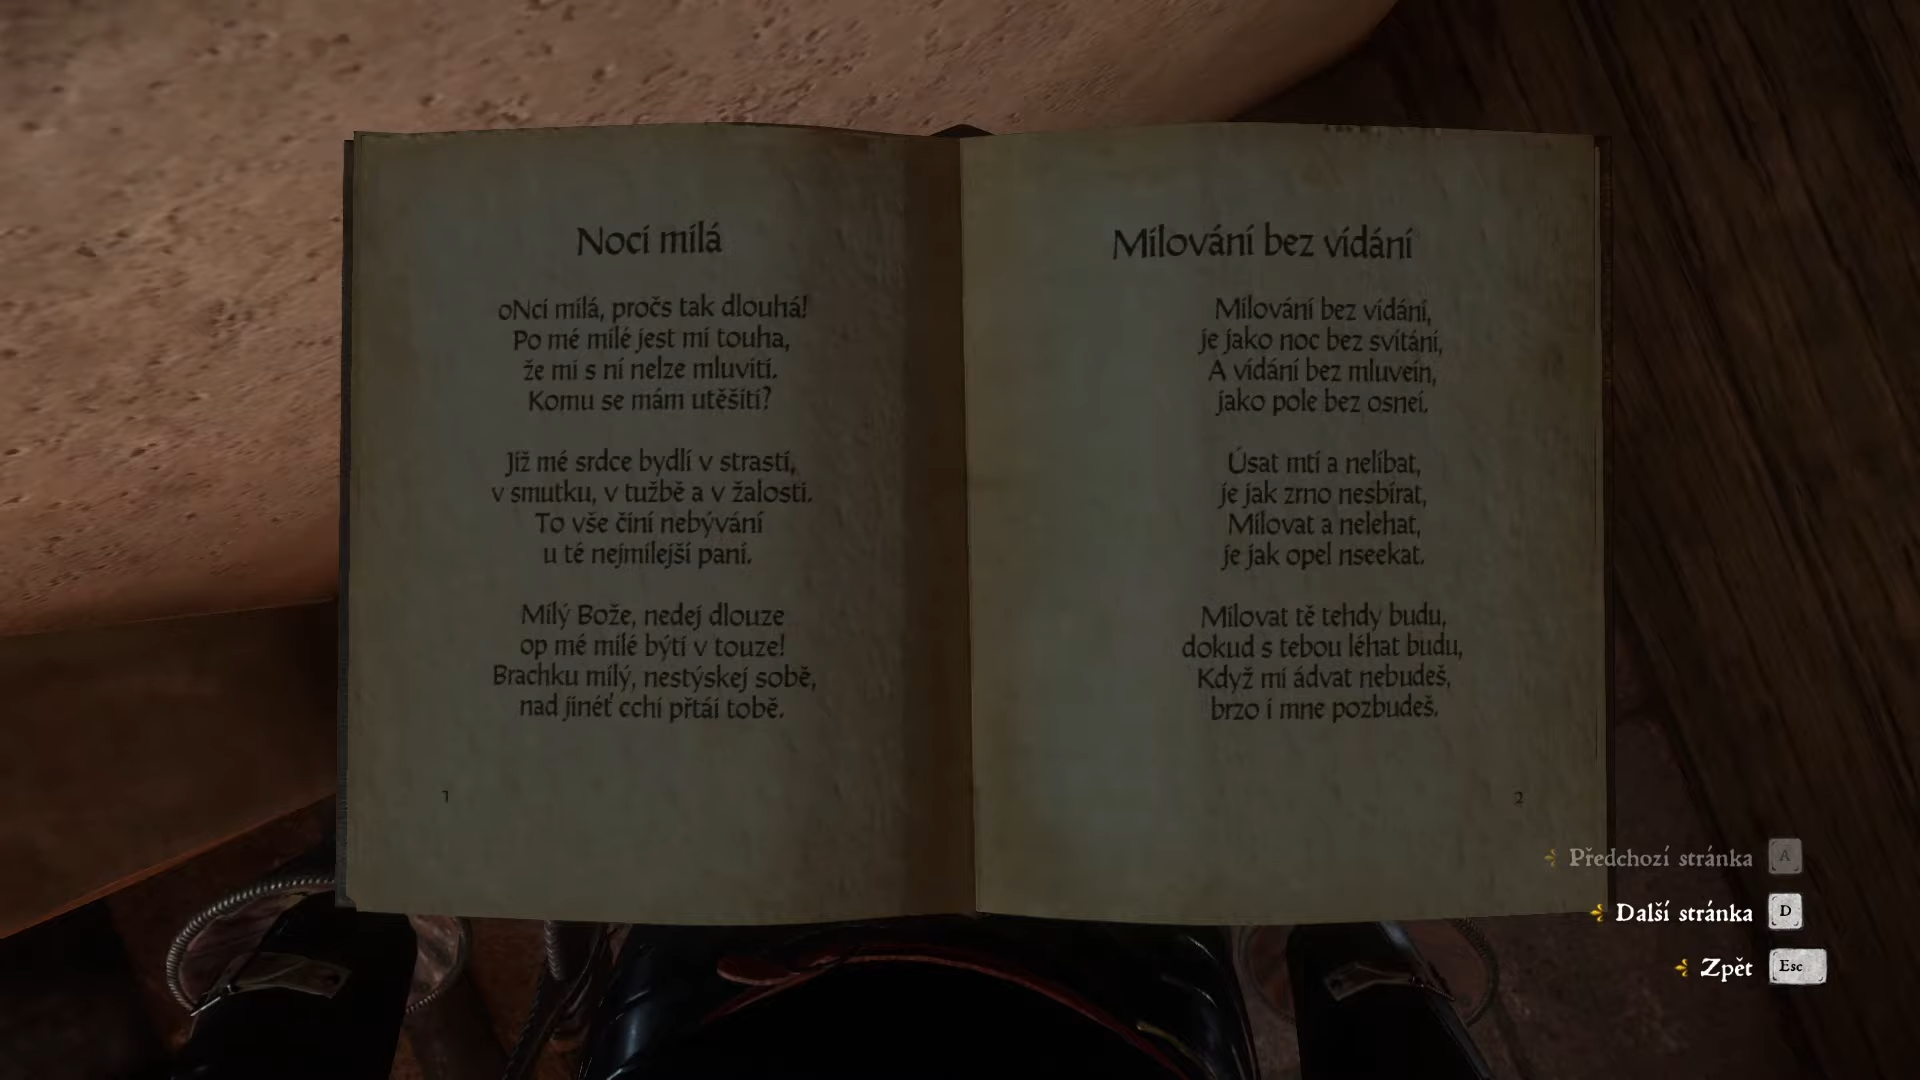 Noci milá
oNci milá, pročs tak dlouhá!
Po mé milé jest mi touha,
že mi s ní nelze mluviti.
Komu se mám utěšiti?
Již mé srdce bydlí v strasti,
v smutku, v tužbě a v žalosti.
To vše činí nebývání
u té nejmilejší paní.
Milý Bože, nedej dlouze
op mé milé býti v touze!
Brachku milý, nestýskej sobě,
nad jinéť cchi přtái tobě.
1
Milování bez vídání
Milování bez vídání,
je jako noc bez svítání,
A vídání bez mluvein,
jako pole bez osnei.
Úsat mti a nelíbat,
je jak zrno nesbírat,
Milovat a nelehat,
je jak opel nseekat.
Milovat tě tehdy budu,
dokud s tebou léhat budu,
Když mi ádvat nebudeš,
brzo i mne pozbudeš.
2
Předchozí stránka A
Další stránka D
Zpět Esc